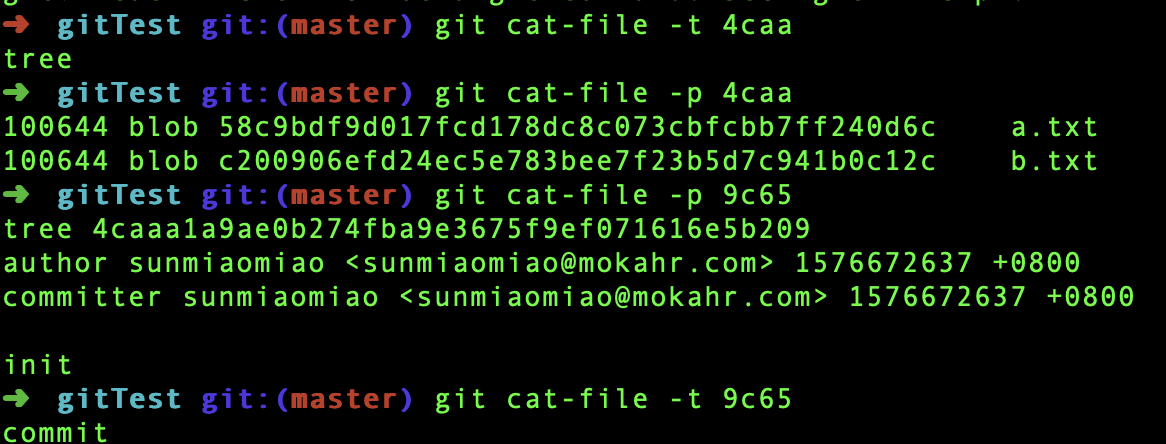 ➜ gitTest git:(master) git cat-file -t 4caa
tree
➜ gitTest git:(master) git cat-file -p 4caa
100644 blob 58c9bdf9d017fcd178dc8c073cbfcbb7ff240d6c a.txt
100644 blob c200906efd24ec5e783bee7f23b5d7c941b0c12c b.txt
➜ gitTest git:(master) git cat-file -p 9c65
tree 4caaa1a9ae0b274fba9e3675f9ef071616e5b209
author sunmiaomiao <sunmiaomiao@mokahr.com> 1576672637 +0800
committer sunmiaomiao <sunmiaomiao@mokahr.com> 1576672637 +0800
init
➜ gitTest git:(master) git cat-file -t 9c65
commit